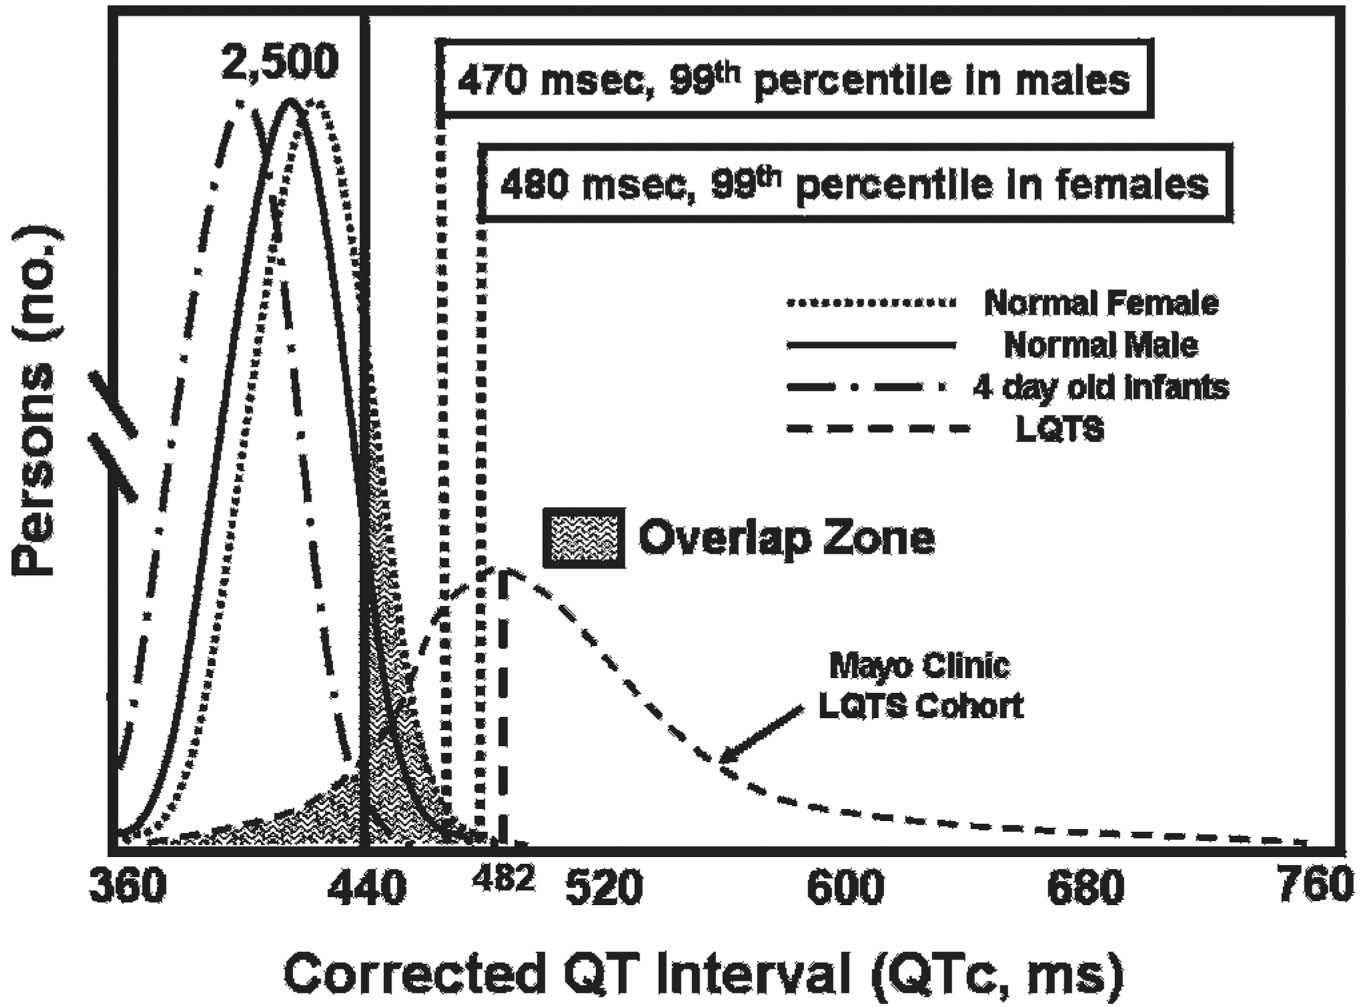 2,500
470 msec, 99th percentile in males
480 msec, 99th percentile in females
Persons (no.)
Normal Female
Normal Male
4 day old infants
LQTS
Overlap Zone
Mayo Clinic
LQTS Cohort
360 440 482 520 600 680 760
Corrected QT Interval (QTc, ms)